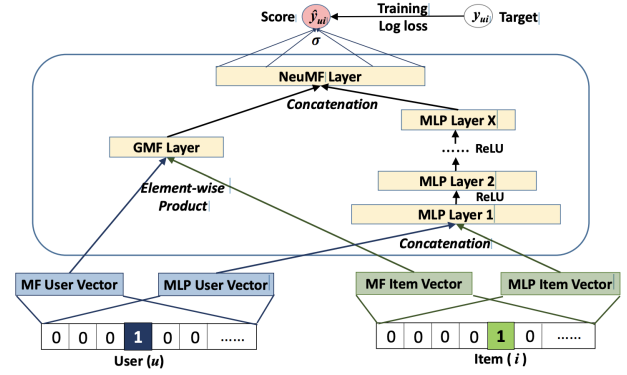 Score ŷui Training yui Target
Log loss
σ
NeuMF Layer
Concatenation
MLP Layer X
GMF Layer
...... ReLU
Element-wise
Product
MLP Layer 2
ReLU
MLP Layer 1
Concatenation
MF User Vector MLP User Vector MF Item Vector MLP Item Vector
0 0 0 1 0 0 ...... 0 0 0 0 1 0 ......
User (u) Item ( i )